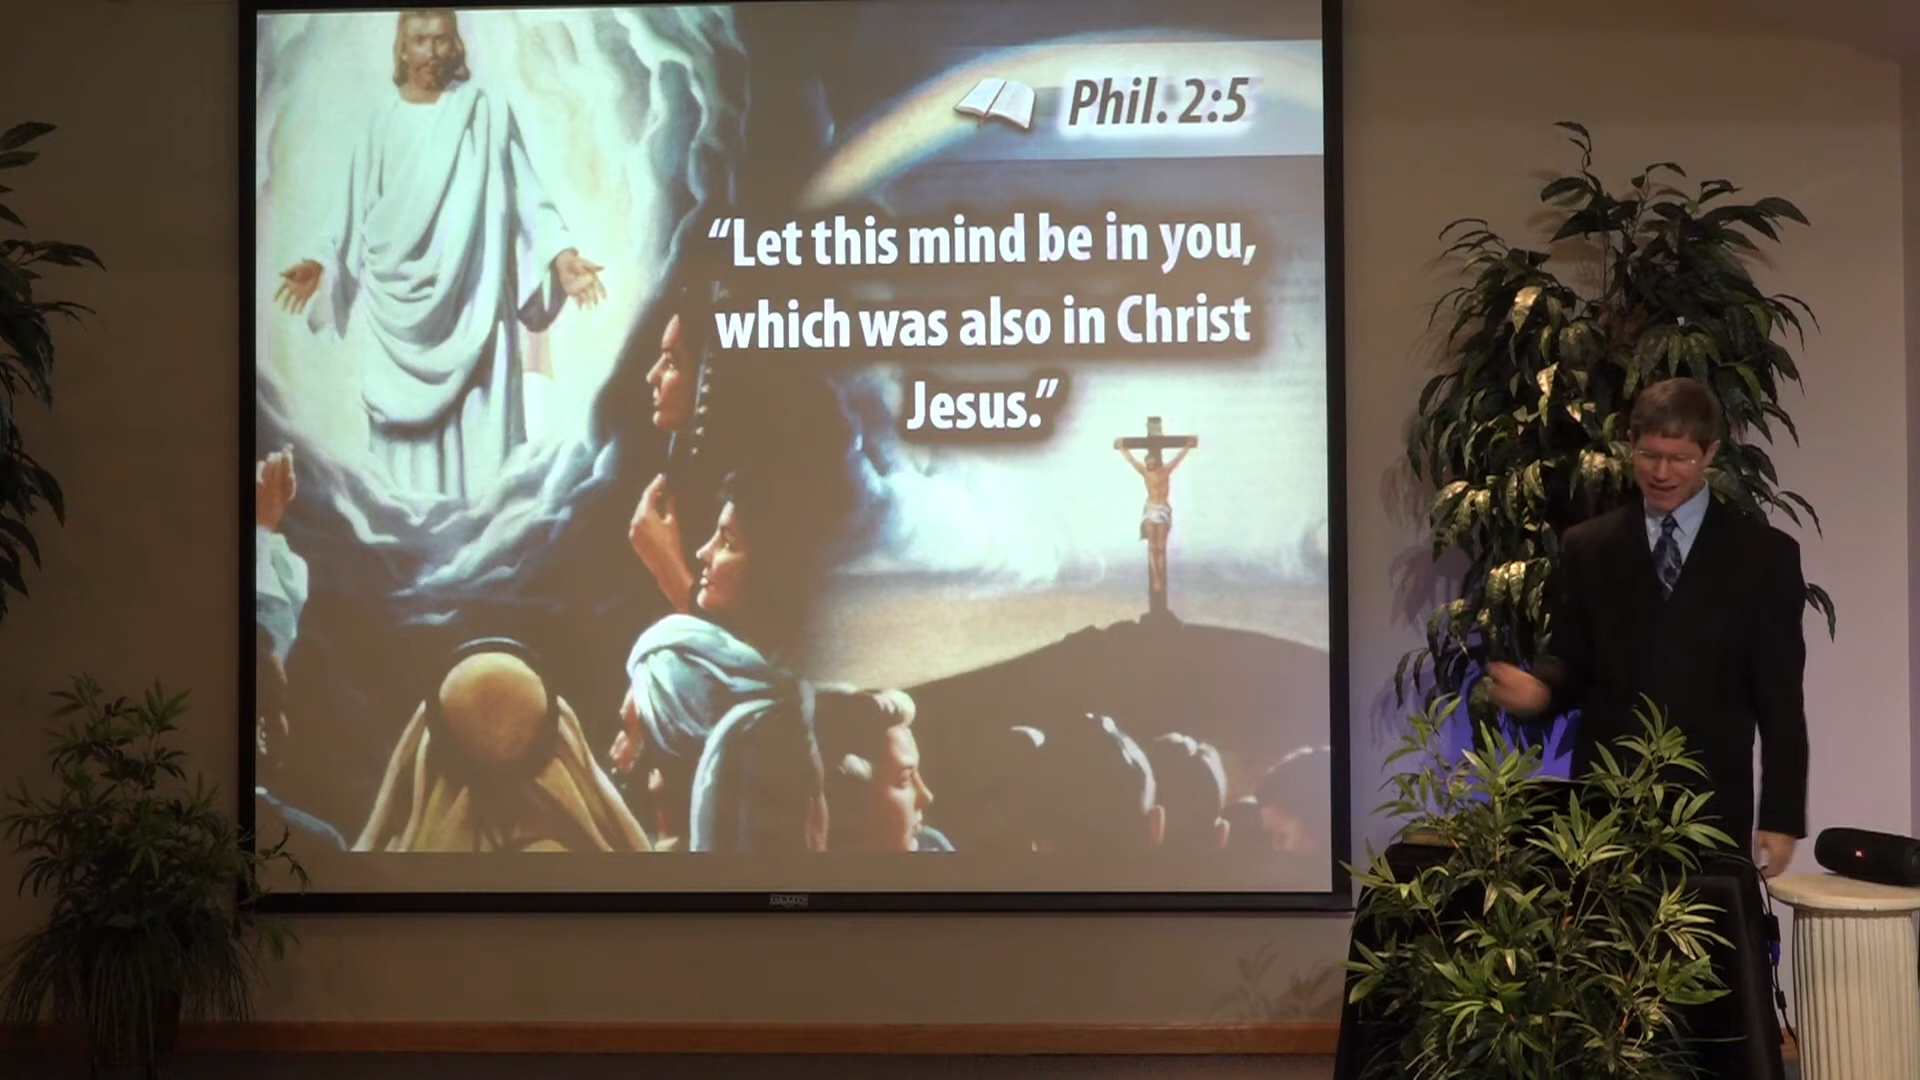 Phil. 2:5
“Let this mind be in you,
which was also in Christ
Jesus.”